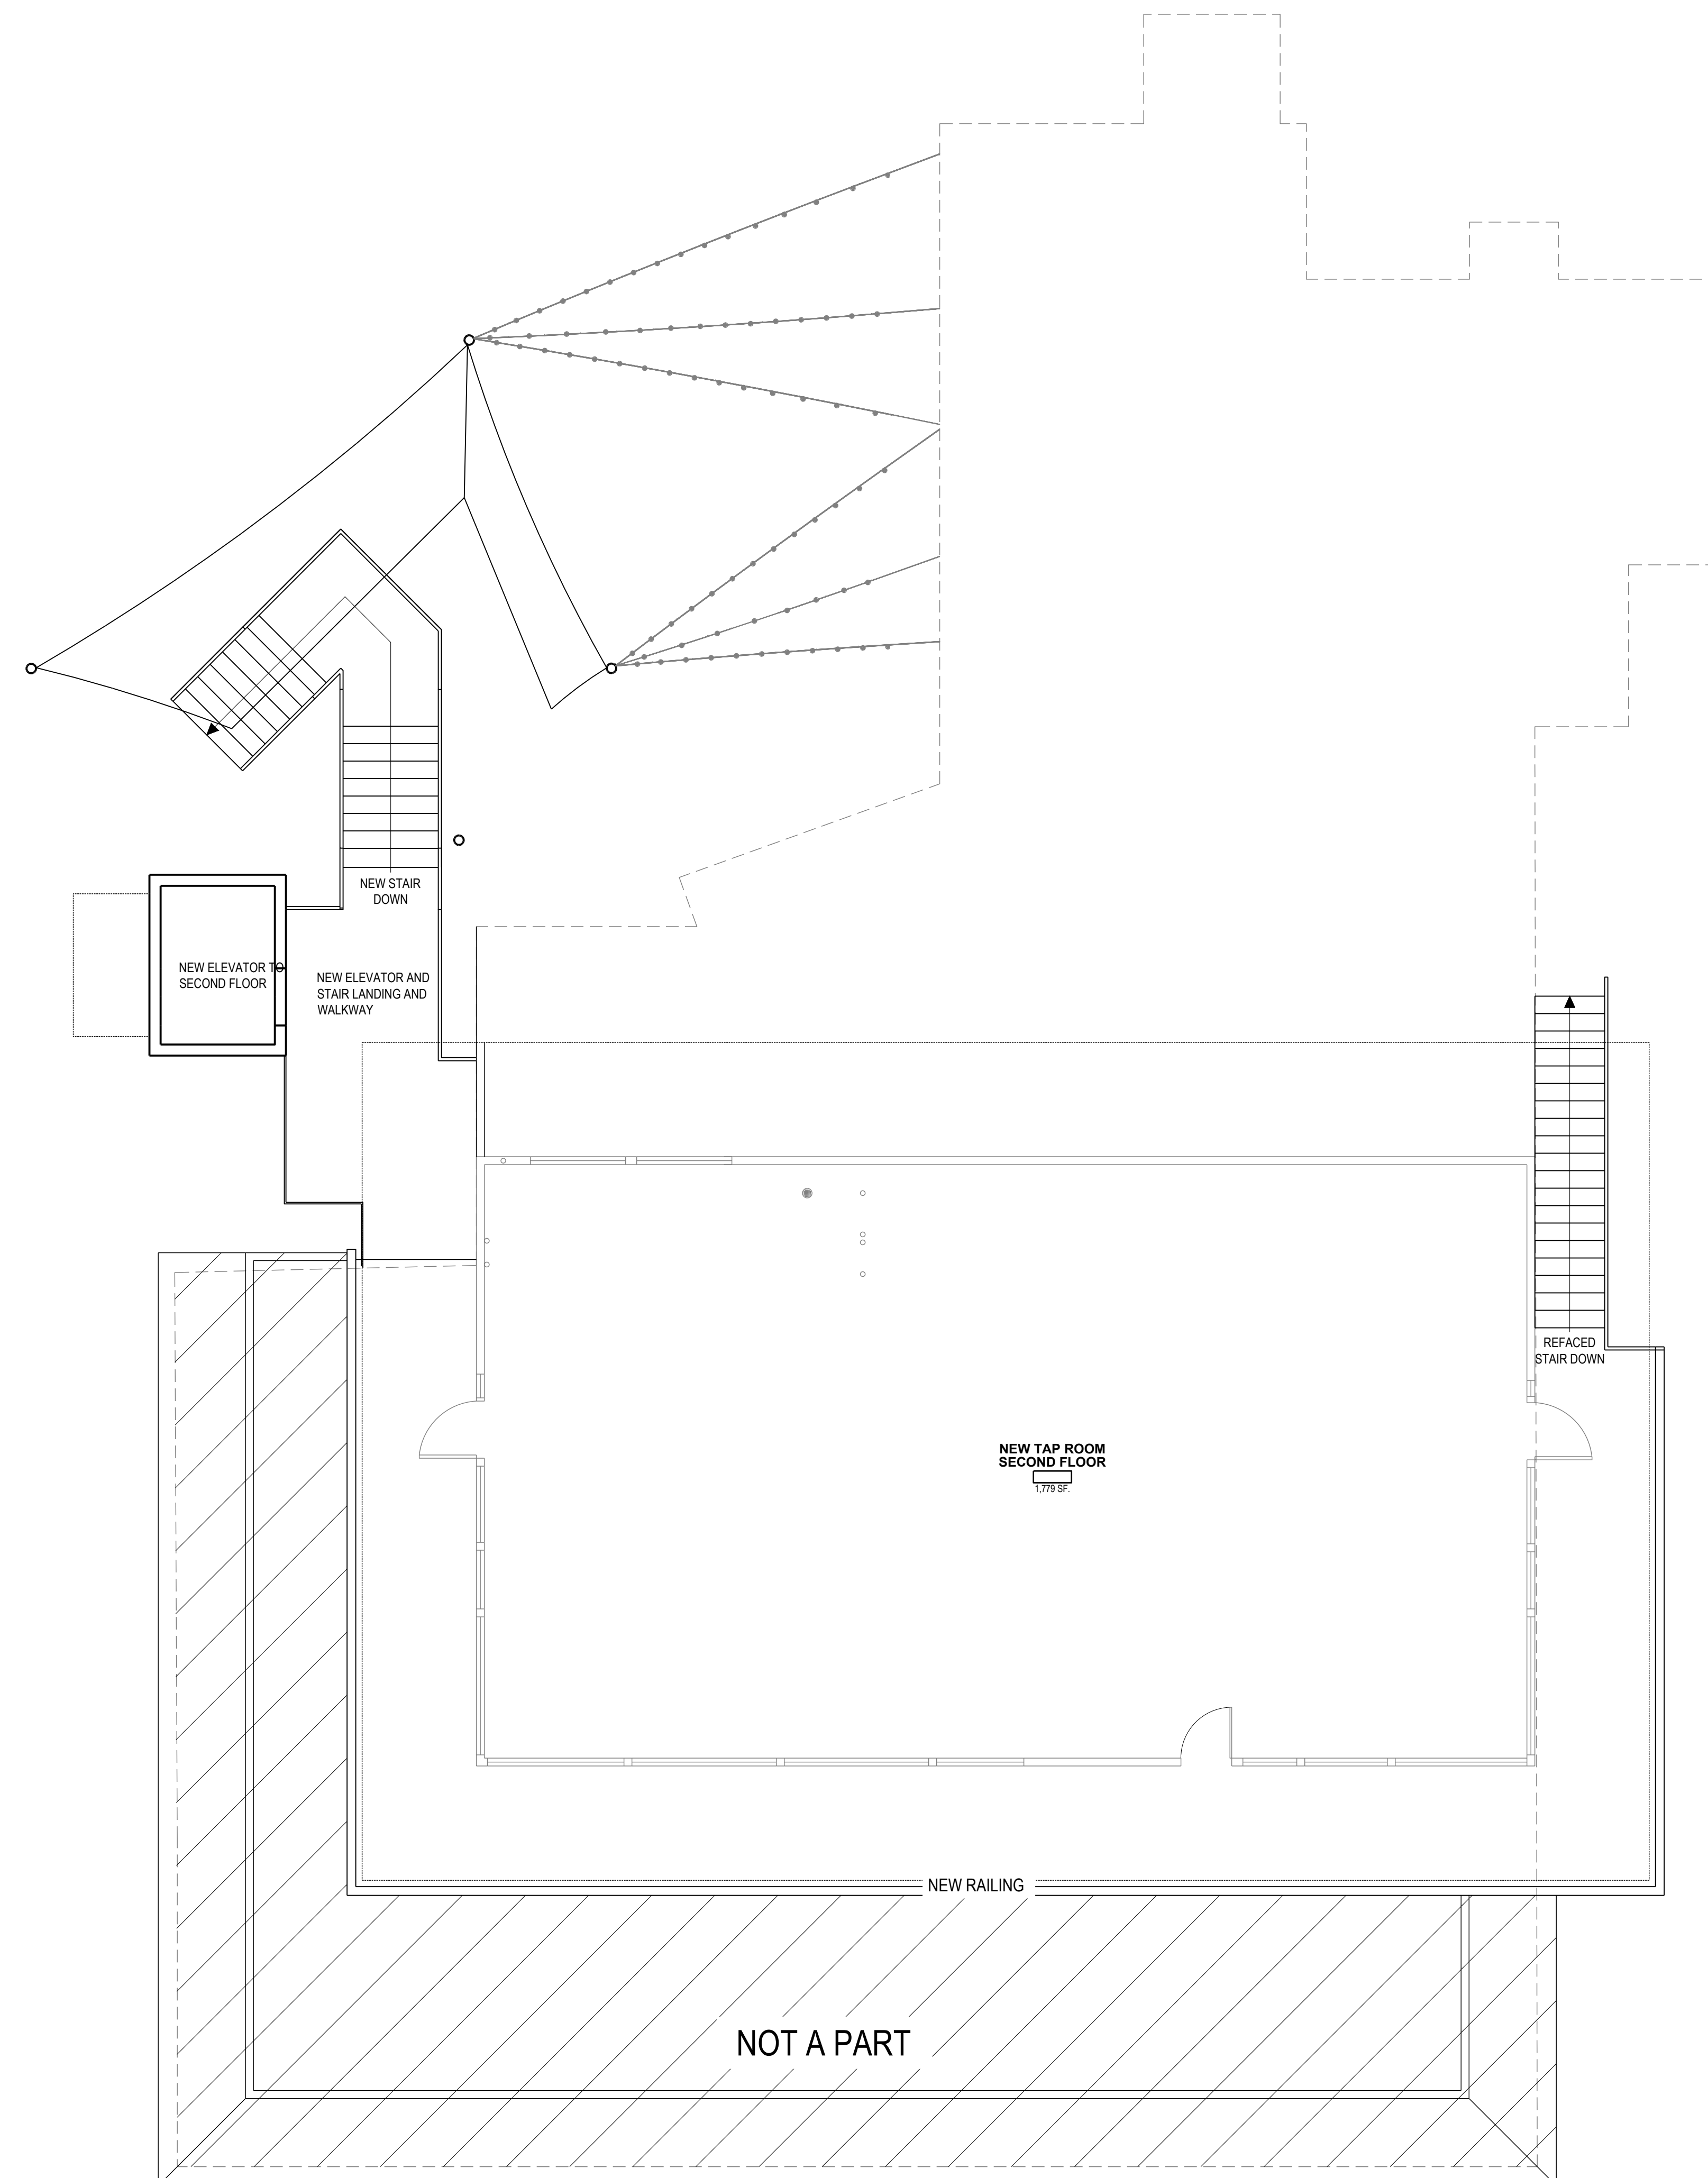 NEW STAIR
DOWN
NEW ELEVATOR TO
SECOND FLOOR
NEW ELEVATOR AND
STAIR LANDING AND
WALKWAY
REFACED
STAIR DOWN
NEW TAP ROOM
SECOND FLOOR
1,779 SF.
NEW RAILING
NOT A PART